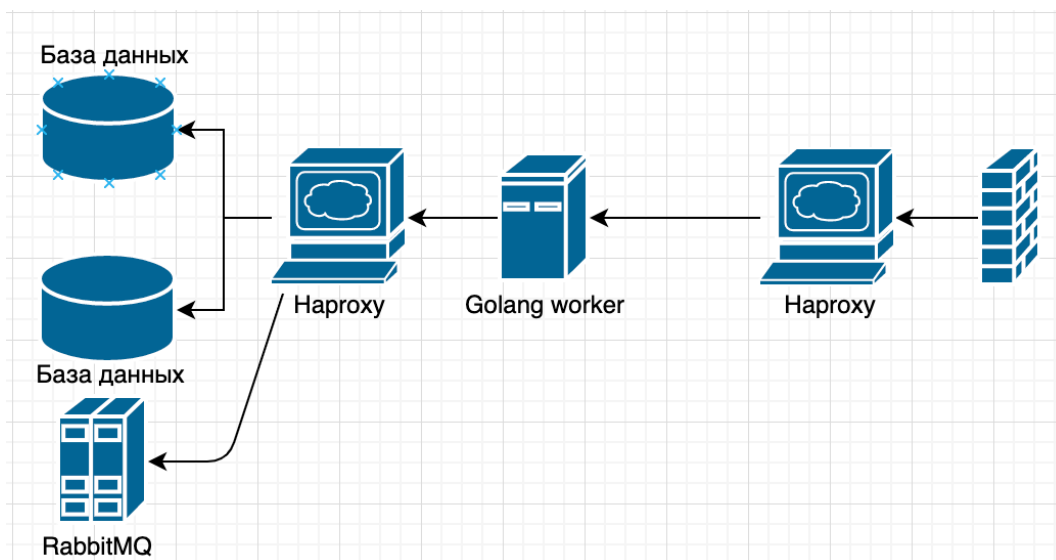 База данных
Haproxy
Golang worker
Haproxy
База данных
RabbitMQ